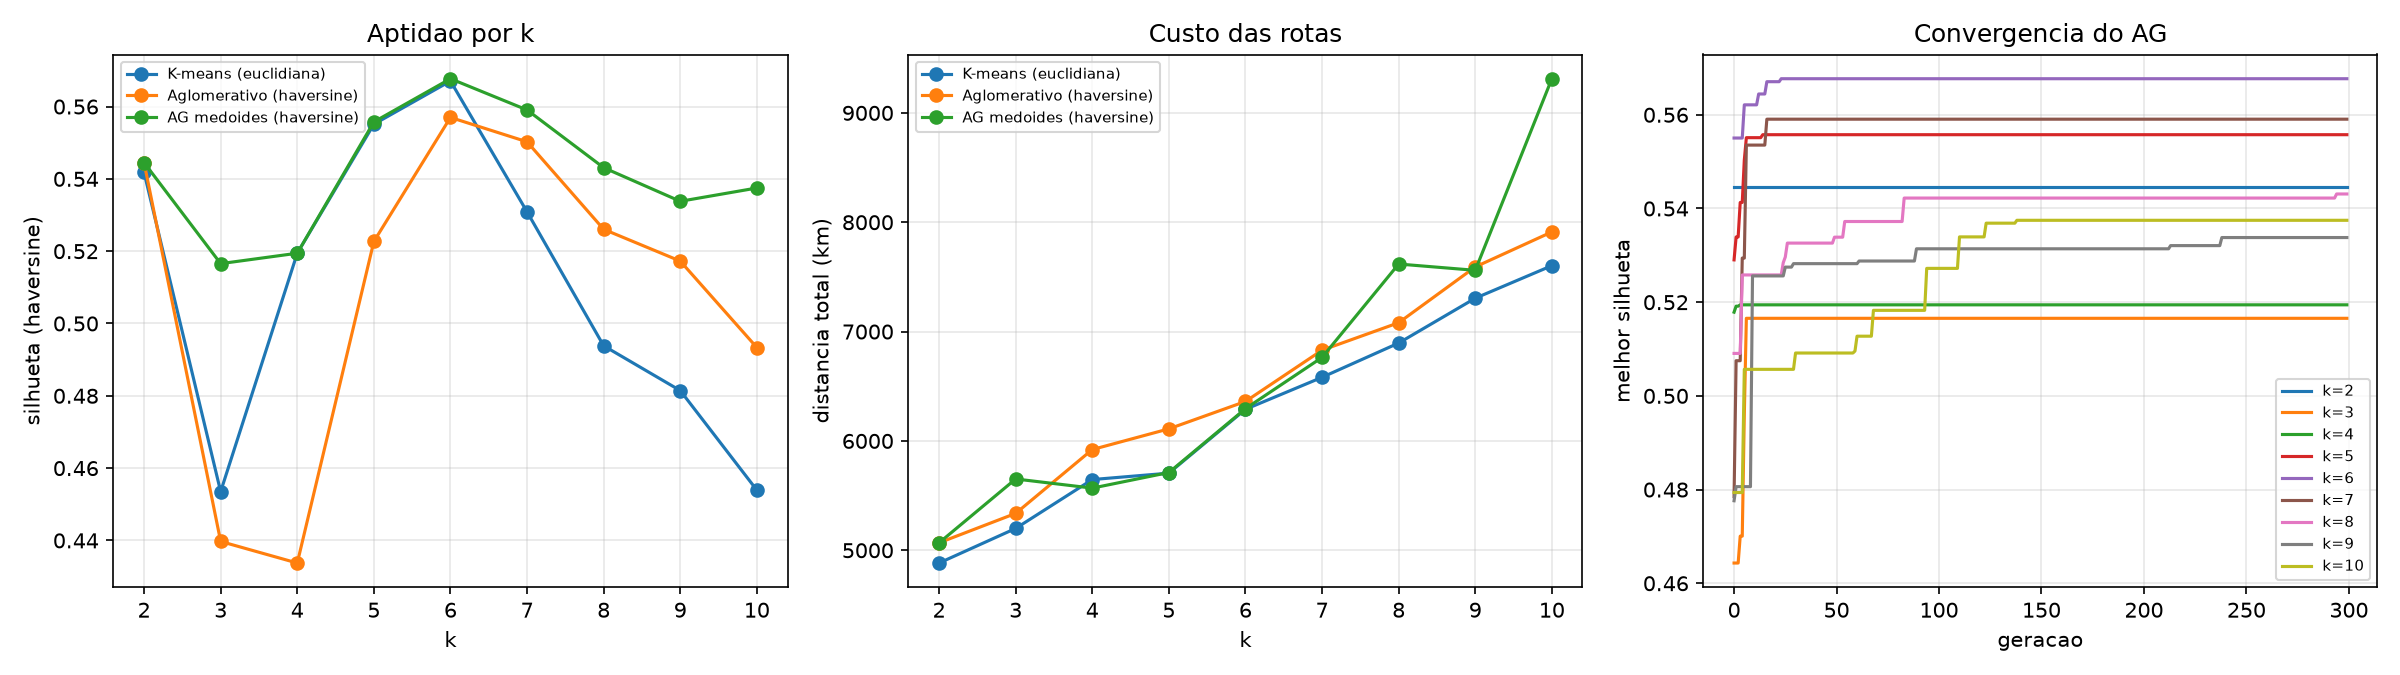 Aptidao por k
K-means (euclidiana)
Aglomerativo (haversine)
AG medoides (haversine)
silhueta (haversine)
0.56
0.54
0.52
0.50
0.48
0.46
0.44
2 3 4 5 6 7 8 9 10
k
Custo das rotas
K-means (euclidiana)
Aglomerativo (haversine)
AG medoides (haversine)
distancia total (km)
9000
8000
7000
6000
5000
2 3 4 5 6 7 8 9 10
k
Convergencia do AG
melhor silhueta
0.56
0.54
0.52
0.50
0.48
0.46
k=2
k=3
k=4
k=5
k=6
k=7
k=8
k=9
k=10
0 50 100 150 200 250 300
geracao